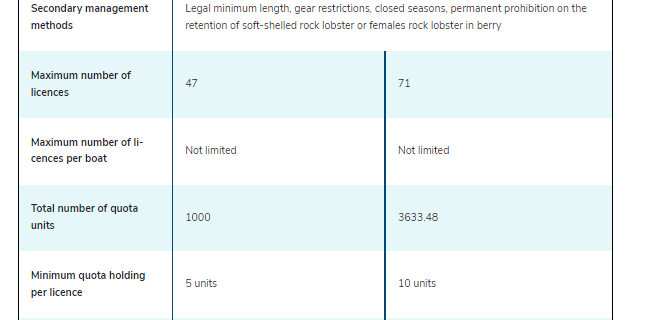 Secondary management
methods
Legal minimum length, gear restrictions, closed seasons, permanent prohibition on the
retention of soft-shelled rock lobster or females rock lobster in berry
Maximum number of
licences
47
71
Maximum number of li-
cences per boat
Not limited
Not limited
Total number of quota
units
1000
3633.48
Minimum quota holding
per licence
5 units
10 units